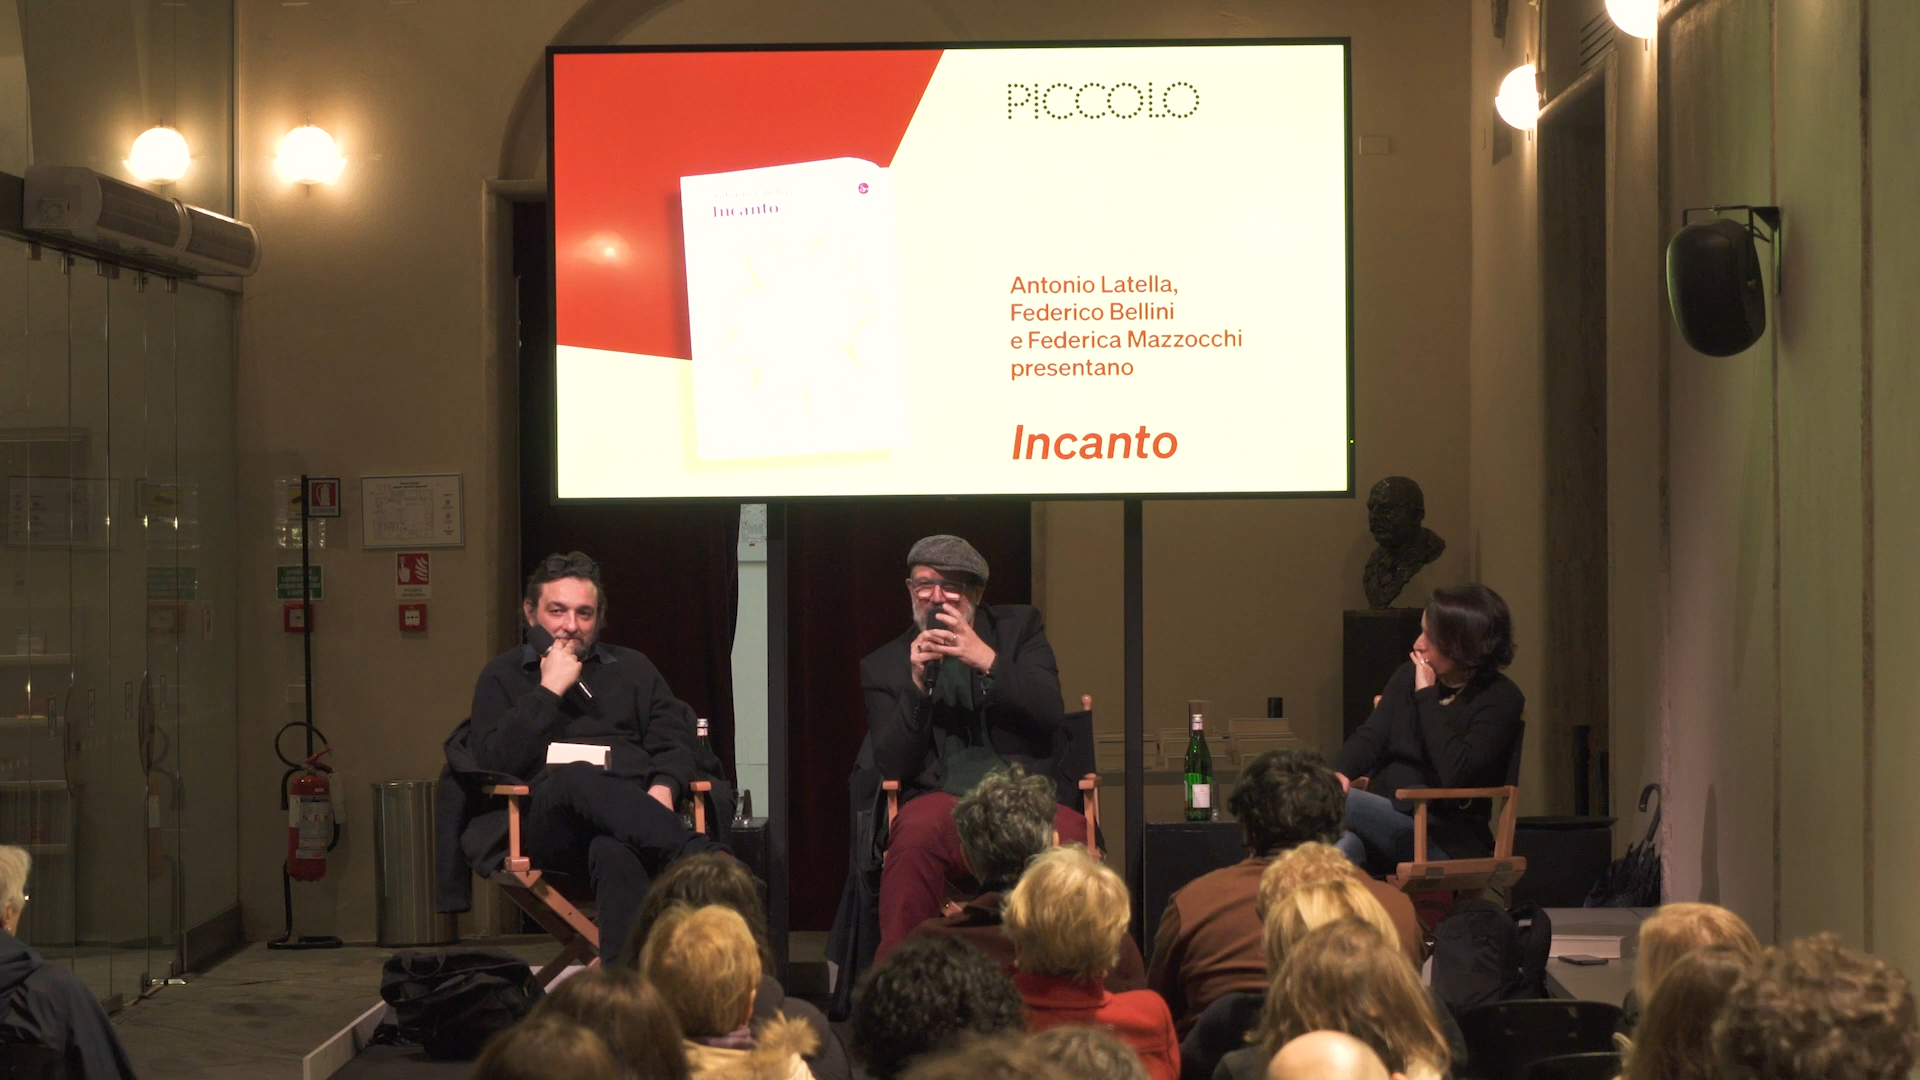 PICCOLO
Incanto
Antonio Latella,
Federico Bellini
e Federica Mazzocchi
presentano
Incanto